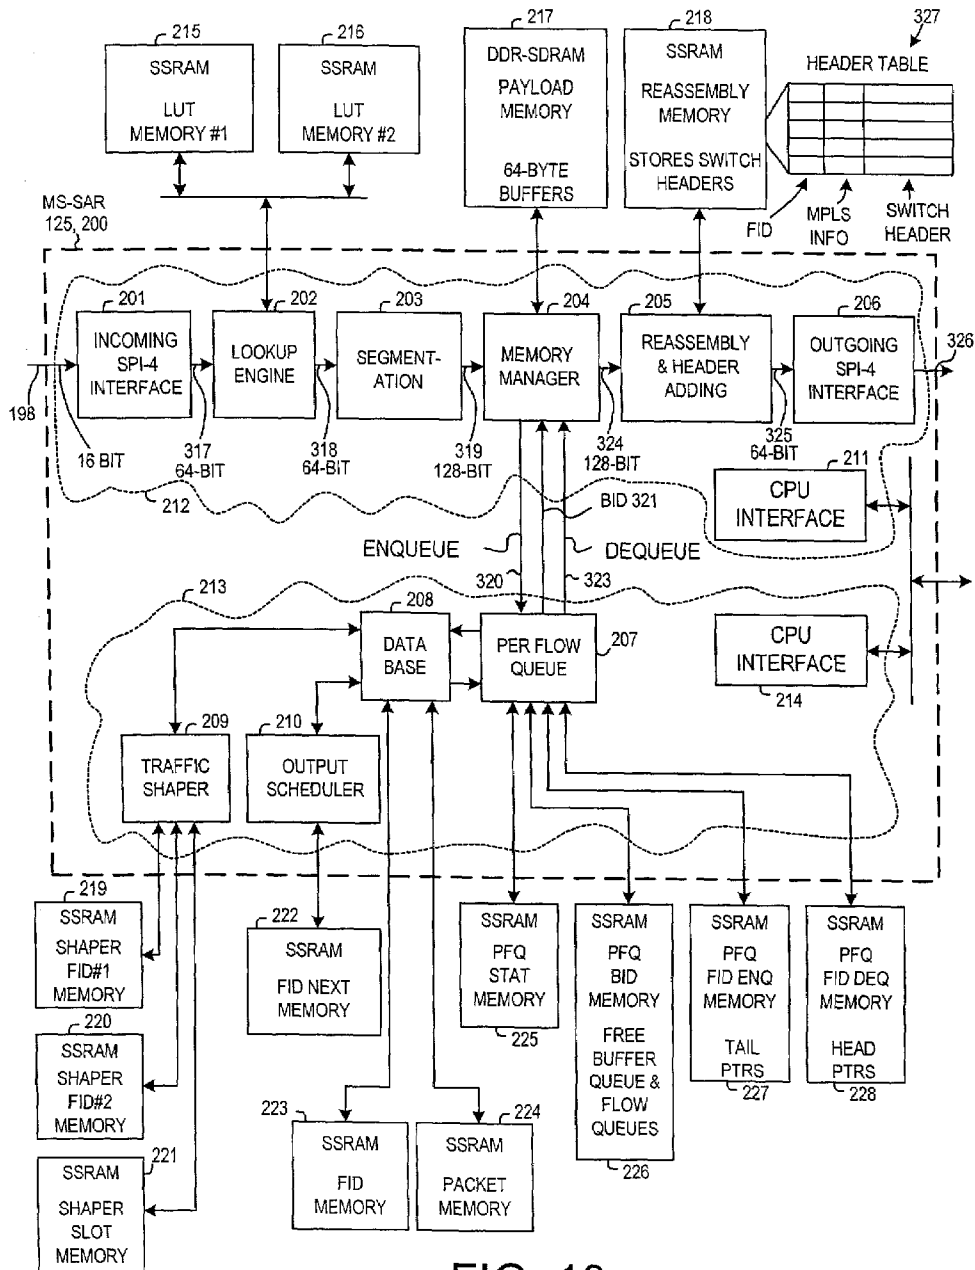 215
SSRAM
LUT
MEMORY #1
216
SSRAM
LUT
MEMORY #2
217
DDR-SDRAM
PAYLOAD
MEMORY
64-BYTE
BUFFERS
218
SSRAM
REASSEMBLY
MEMORY
STORES SWITCH
HEADERS
327
HEADER TABLE
FID
MPLS
INFO
SWITCH
HEADER
MS-SAR
125, 200
201
INCOMING
SPI-4
INTERFACE
202
LOOKUP
ENGINE
203
SEGMENT-
ATION
204
MEMORY
MANAGER
205
REASSEMBLY
& HEADER
ADDING
206
OUTGOING
SPI-4
INTERFACE
326
198
16 BIT
317
64-BIT
318
64-BIT
319
128-BIT
324
128-BIT
325
64-BIT
212
211
CPU
INTERFACE
BID 321
ENQUEUE
DEQUEUE
320
323
213
208
DATA
BASE
PER FLOW
QUEUE
207
CPU
INTERFACE
214
209
TRAFFIC
SHAPER
210
OUTPUT
SCHEDULER
219
SSRAM
SHAPER
FID#1
MEMORY
220
SSRAM
SHAPER
FID#2
MEMORY
221
SSRAM
SHAPER
SLOT
MEMORY
222
SSRAM
FID NEXT
MEMORY
223
SSRAM
FID
MEMORY
224
SSRAM
PACKET
MEMORY
SSRAM
PFQ
STAT
MEMORY
225
SSRAM
PFQ
BID
MEMORY
FREE
BUFFER
QUEUE &
FLOW
QUEUES
226
SSRAM
PFQ
FID ENQ
MEMORY
TAIL
PTRS
227
SSRAM
PFQ
FID DEQ
MEMORY
HEAD
PTRS
228